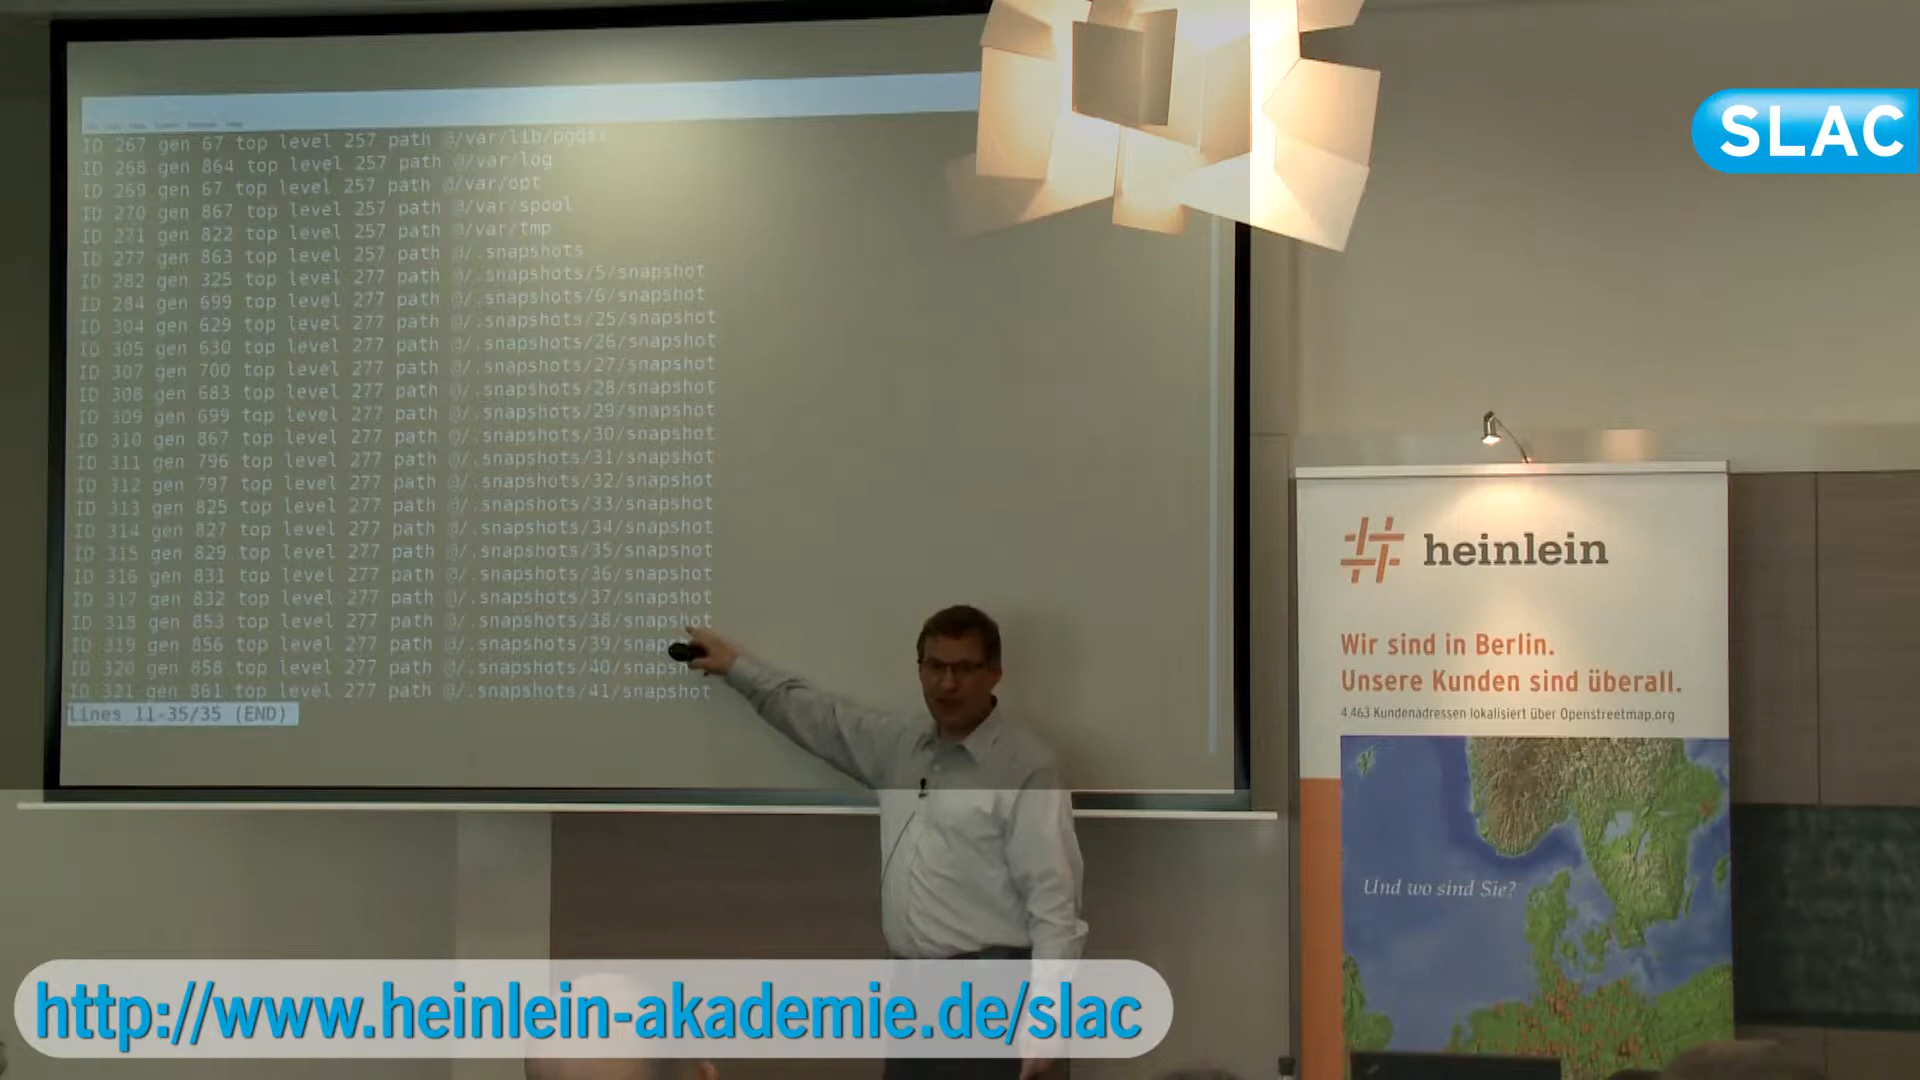 ID 267 gen 67 top level 257 path @/var/lib/pgqsl
ID 268 gen 864 top level 257 path @/var/log
ID 269 gen 67 top level 257 path @/var/opt
ID 270 gen 867 top level 257 path @/var/spool
ID 271 gen 822 top level 257 path @/var/tmp
ID 277 gen 863 top level 257 path @/.snapshots
ID 282 gen 325 top level 277 path @/.snapshots/5/snapshot
ID 284 gen 699 top level 277 path @/.snapshots/6/snapshot
ID 304 gen 629 top level 277 path @/.snapshots/25/snapshot
ID 305 gen 630 top level 277 path @/.snapshots/26/snapshot
ID 307 gen 700 top level 277 path @/.snapshots/27/snapshot
ID 308 gen 683 top level 277 path @/.snapshots/28/snapshot
ID 309 gen 699 top level 277 path @/.snapshots/29/snapshot
ID 310 gen 867 top level 277 path @/.snapshots/30/snapshot
ID 311 gen 796 top level 277 path @/.snapshots/31/snapshot
ID 312 gen 797 top level 277 path @/.snapshots/32/snapshot
ID 313 gen 825 top level 277 path @/.snapshots/33/snapshot
ID 314 gen 827 top level 277 path @/.snapshots/34/snapshot
ID 315 gen 829 top level 277 path @/.snapshots/35/snapshot
ID 316 gen 831 top level 277 path @/.snapshots/36/snapshot
ID 317 gen 832 top level 277 path @/.snapshots/37/snapshot
ID 318 gen 853 top level 277 path @/.snapshots/38/snapshot
ID 319 gen 856 top level 277 path @/.snapshots/39/snap
ID 320 gen 858 top level 277 path @/.snapshots/40/snapsh
ID 321 gen 861 top level 277 path @/.snapshots/41/snapshot
lines 11-35/35 (END)
SLAC
heinlein
Wir sind in Berlin.
Unsere Kunden sind überall.
4.463 Kundenadressen lokalisiert über Openstreetmap.org
Und wo sind Sie?
http://www.heinlein-akademie.de/slac